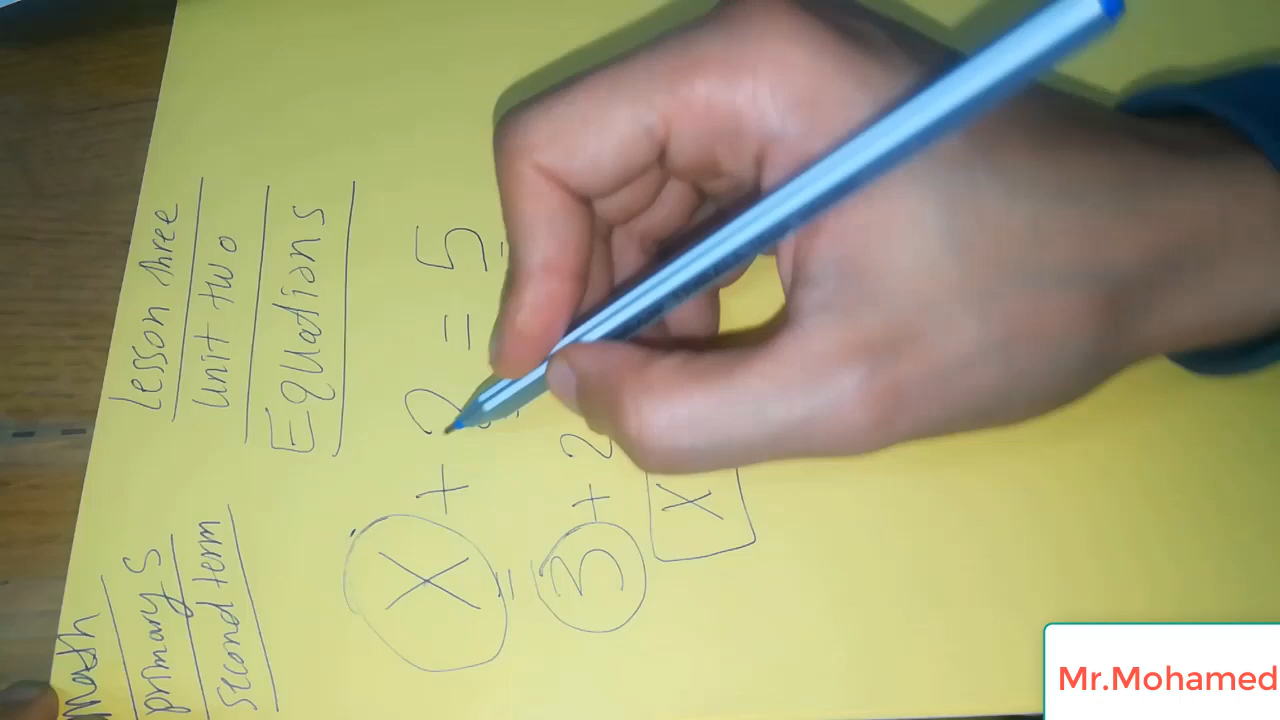 Math
primary 5
second term
Lesson three
unit two
Equations
X + 2 = 5
3 + 2
X
Mr.Mohamed